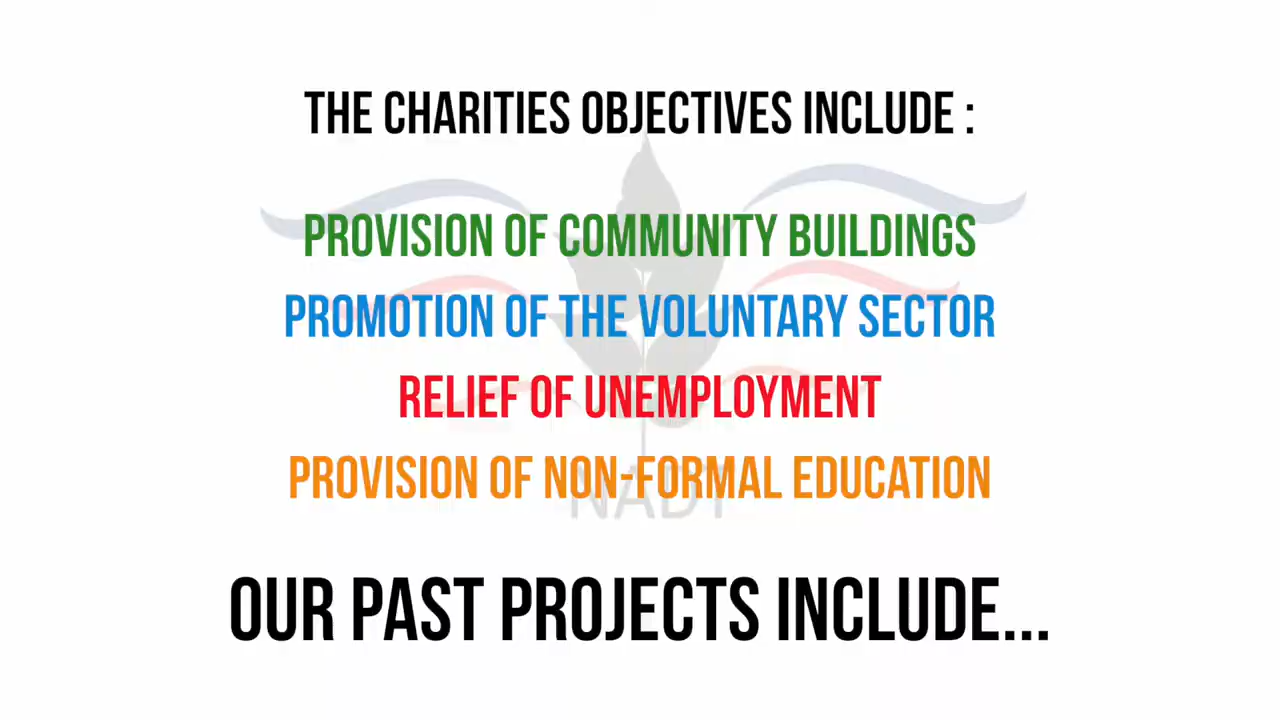 THE CHARITIES OBJECTIVES INCLUDE :
PROVISION OF COMMUNITY BUILDINGS
PROMOTION OF THE VOLUNTARY SECTOR
RELIEF OF UNEMPLOYMENT
PROVISION OF NON-FORMAL EDUCATION
NADT
OUR PAST PROJECTS INCLUDE...